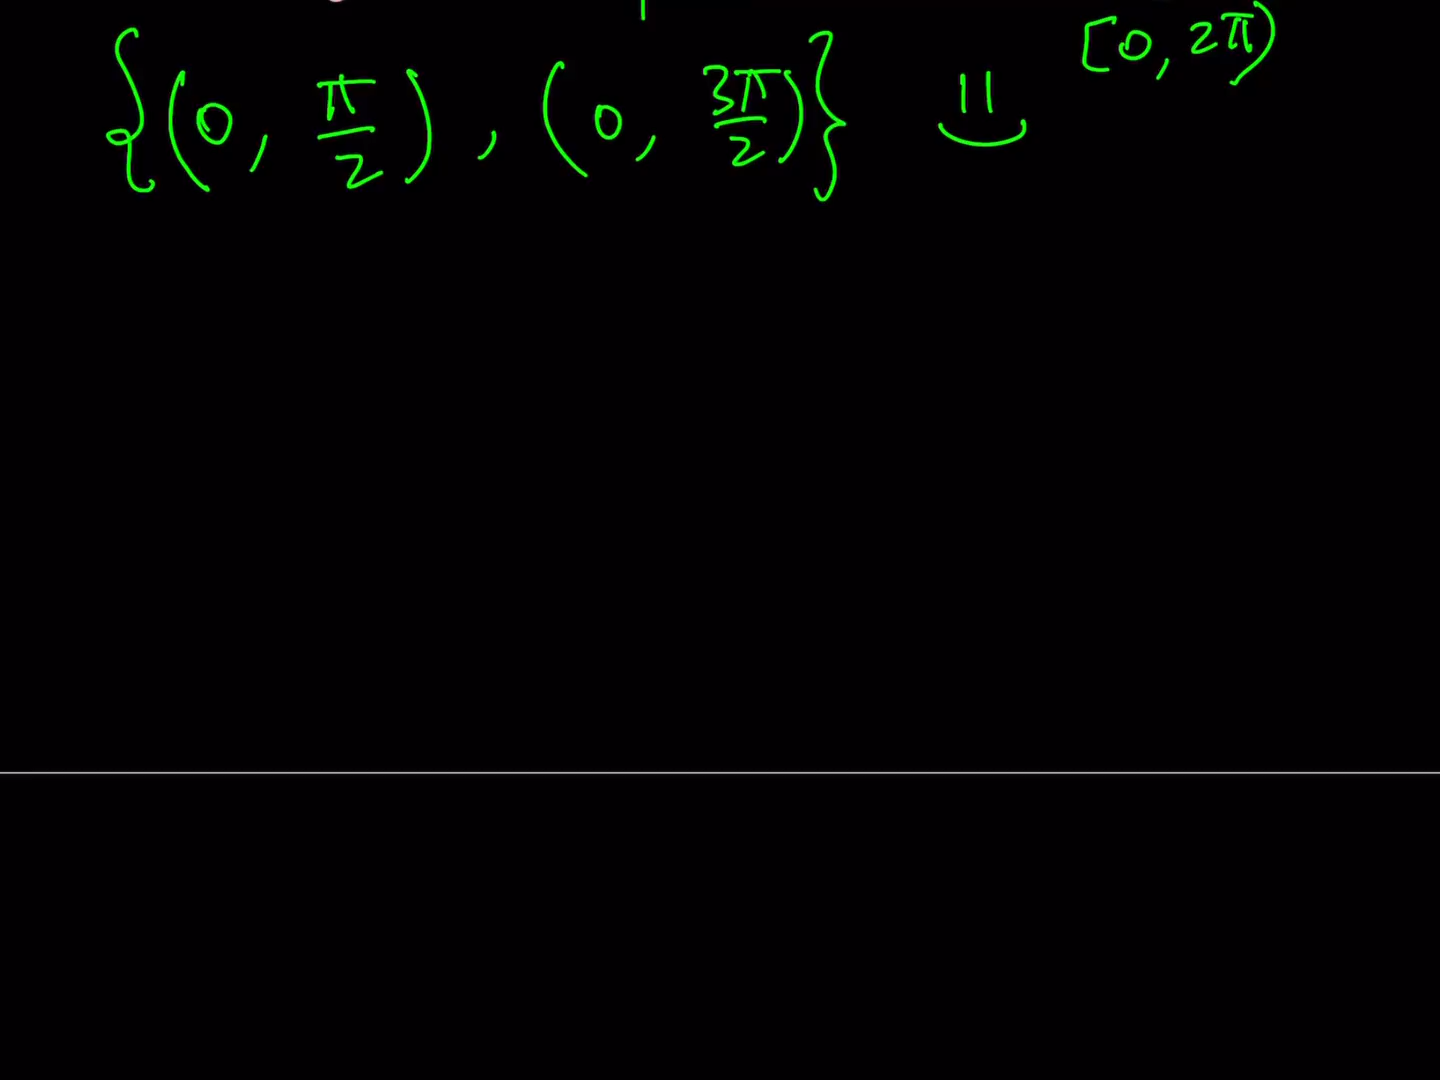 [0, 2π)
{(0, π/2), (0, 3π/2)}